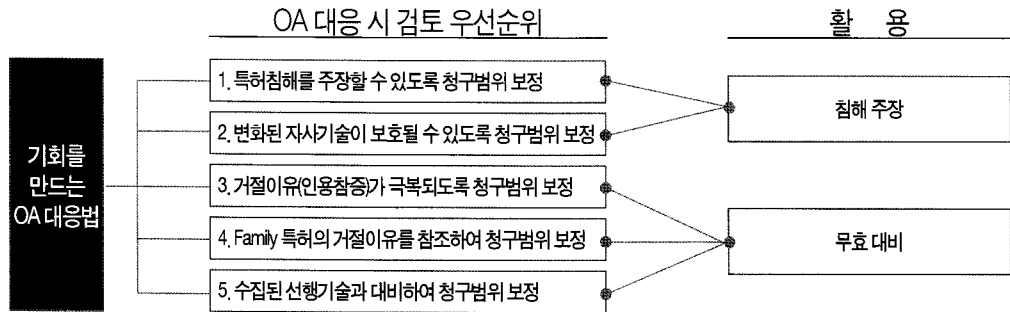 OA 대응 시 검토 우선순위
활 용
기회를
만드는
OA 대응법
1. 특허침해를 주장할 수 있도록 청구범위 보정
2. 변화된 자사기술이 보호될 수 있도록 청구범위 보정
3. 거절이유(인용참증)가 극복되도록 청구범위 보정
4. Family 특허의 거절이유를 참조하여 청구범위 보정
5. 수집된 선행기술과 대비하여 청구범위 보정
침해 주장
무효 대비